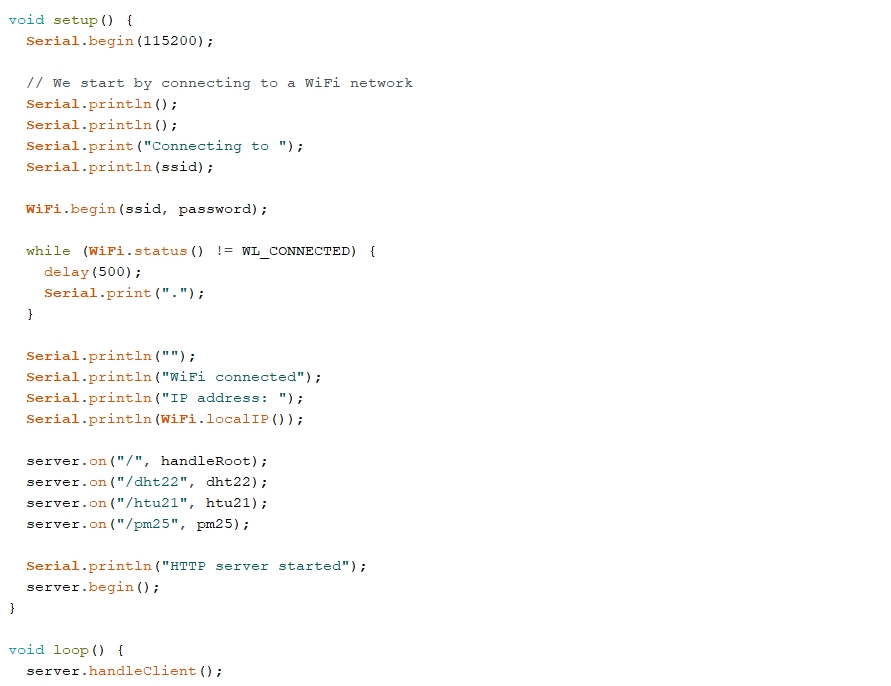 void setup() {
  Serial.begin(115200);

  // We start by connecting to a WiFi network
  Serial.println();
  Serial.println();
  Serial.print("Connecting to ");
  Serial.println(ssid);

  WiFi.begin(ssid, password);

  while (WiFi.status() != WL_CONNECTED) {
    delay(500);
    Serial.print(".");
  }

  Serial.println("");
  Serial.println("WiFi connected");
  Serial.println("IP address: ");
  Serial.println(WiFi.localIP());

  server.on("/", handleRoot);
  server.on("/dht22", dht22);
  server.on("/htu21", htu21);
  server.on("/pm25", pm25);

  Serial.println("HTTP server started");
  server.begin();
}

void loop() {
  server.handleClient();